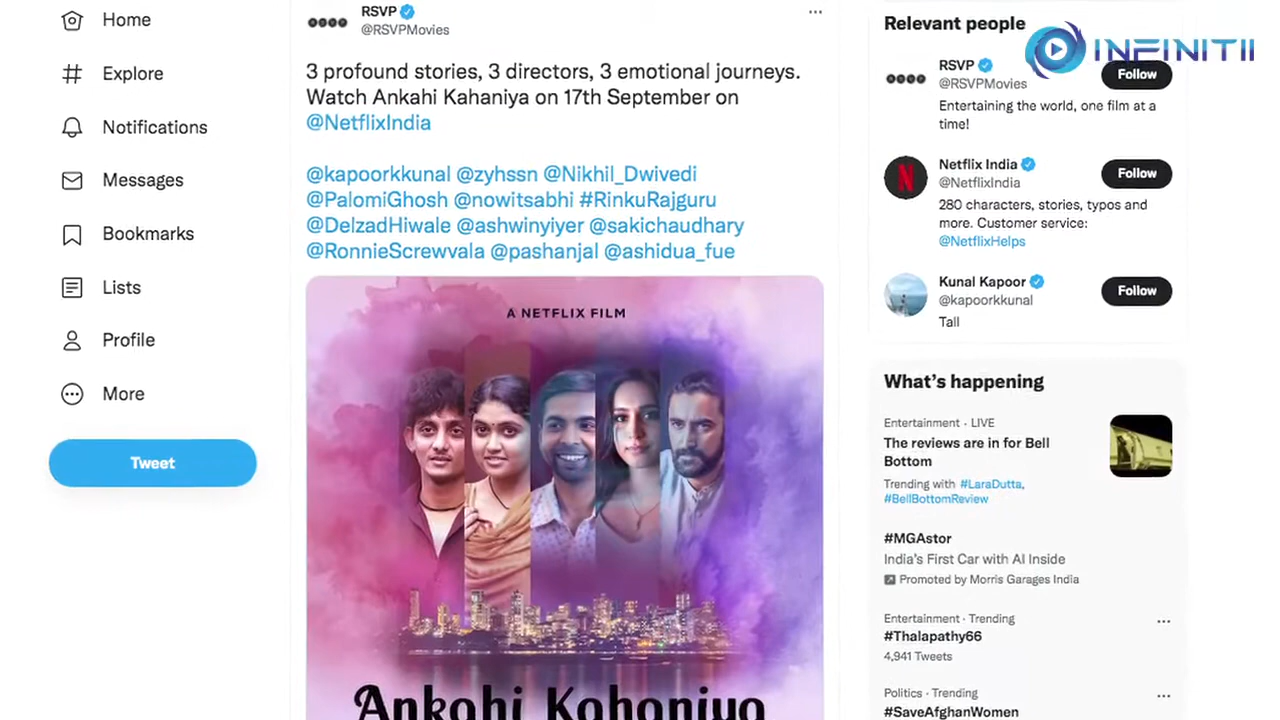 Home
Explore
Notifications
Messages
Bookmarks
Lists
Profile
More
Tweet
RSVP
@RSVPMovies
3 profound stories, 3 directors, 3 emotional journeys.
Watch Ankahi Kahaniya on 17th September on
@NetflixIndia
@kapoorkkunal @zyhssn @Nikhil_Dwivedi
@PalomiGhosh @nowitsabhi #RinkuRajguru
@DelzadHiwale @ashwinyiyer @sakichaudhary
@RonnieScrewvala @pashanjal @ashidua_fue
A NETFLIX FILM
Ankahi Kahaniya
INFINITII
Relevant people
RSVP
@RSVPMovies
Follow
Entertaining the world, one film at a
time!
Netflix India
@NetflixIndia
Follow
280 characters, stories, typos and
more. Customer service:
@NetflixHelps
Kunal Kapoor
@kapoorkkunal
Follow
Tall
What's happening
Entertainment · LIVE
The reviews are in for Bell
Bottom
Trending with #LaraDutta,
#BellBottomReview
#MGAstor
India's First Car with AI Inside
Promoted by Morris Garages India
Entertainment · Trending
#Thalapathy66
4,941 Tweets
Politics · Trending
#SaveAfghanWomen